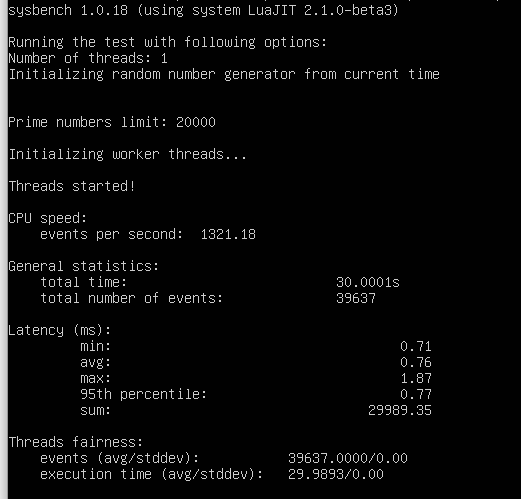 sysbench 1.0.18 (using system LuaJIT 2.1.0-beta3)
Running the test with following options:
Number of threads: 1
Initializing random number generator from current time
Prime numbers limit: 20000
Initializing worker threads...
Threads started!
CPU speed:
events per second: 1321.18
General statistics:
total time: 30.0001s
total number of events: 39637
Latency (ms):
min: 0.71
avg: 0.76
max: 1.87
95th percentile: 0.77
sum: 29989.35
Threads fairness:
events (avg/stddev): 39637.0000/0.00
execution time (avg/stddev): 29.9893/0.00